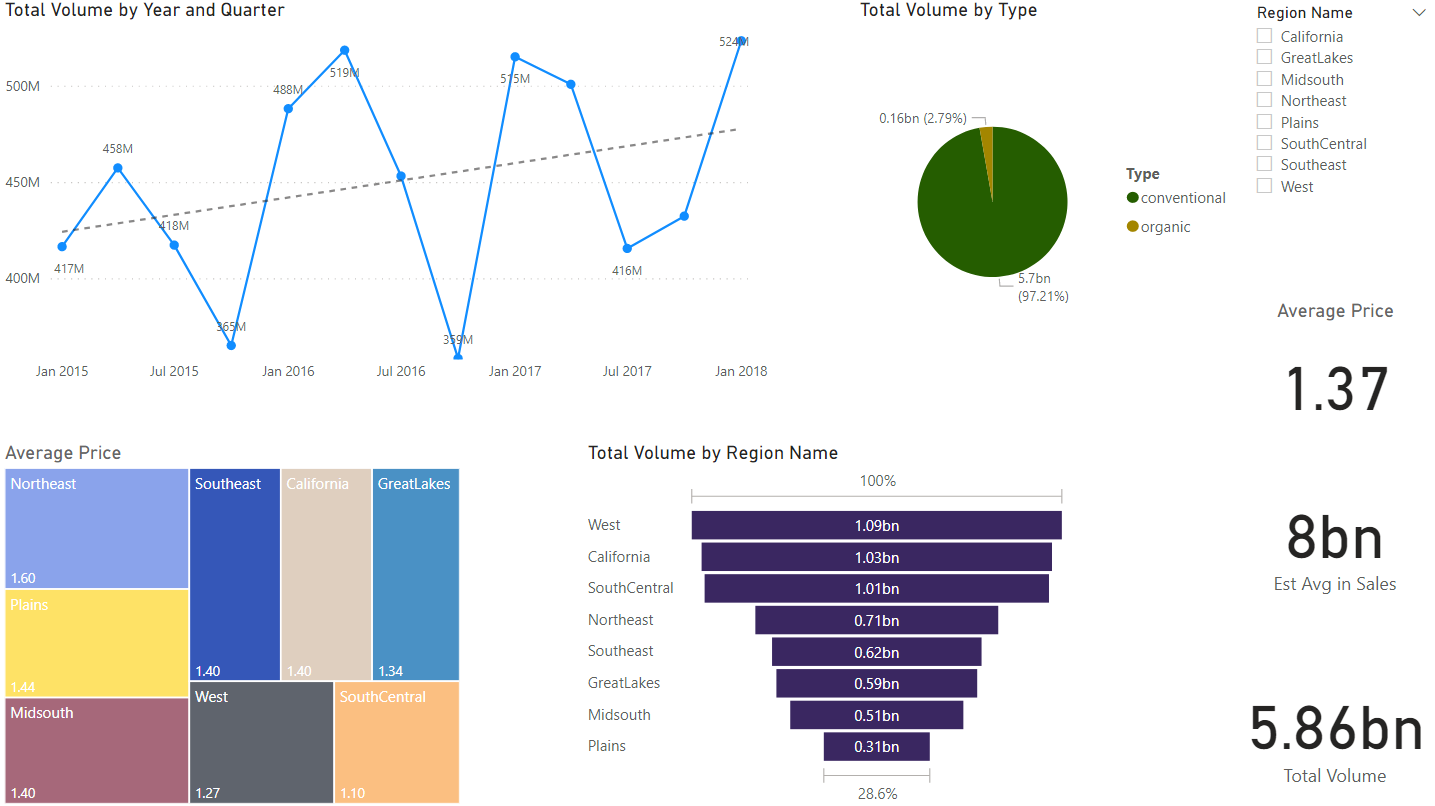 Total Volume by Year and Quarter
500M
450M
400M
417M
458M
418M
365M
488M
519M
359M
515M
416M
524M
Jan 2015
Jul 2015
Jan 2016
Jul 2016
Jan 2017
Jul 2017
Jan 2018
Total Volume by Type
0.16bn (2.79%)
5.7bn
(97.21%)
Type
conventional
organic
Region Name
California
GreatLakes
Midsouth
Northeast
Plains
SouthCentral
Southeast
West
Average Price
1.37
8bn
Est Avg in Sales
5.86bn
Total Volume
Average Price
Northeast
1.60
Plains
1.44
Midsouth
1.40
Southeast
1.40
California
1.40
GreatLakes
1.34
West
1.27
SouthCentral
1.10
Total Volume by Region Name
100%
West 1.09bn
California 1.03bn
SouthCentral 1.01bn
Northeast 0.71bn
Southeast 0.62bn
GreatLakes 0.59bn
Midsouth 0.51bn
Plains 0.31bn
28.6%